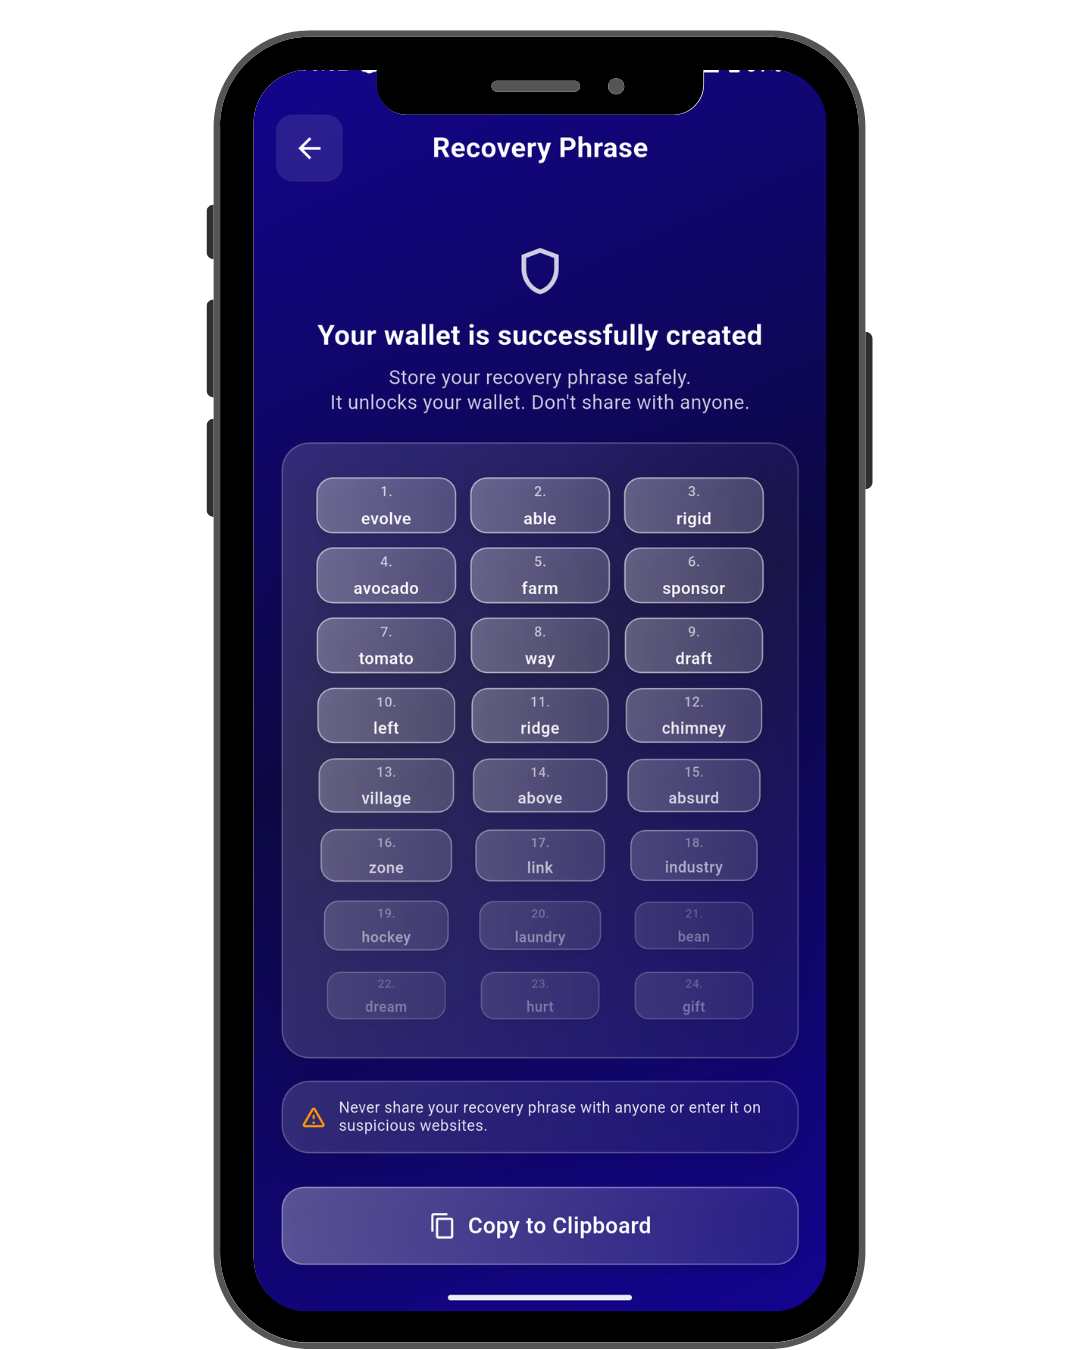 Recovery Phrase
Your wallet is successfully created
Store your recovery phrase safely.
It unlocks your wallet. Don't share with anyone.
1. 2. 3.
evolve able rigid
4. 5. 6.
avocado farm sponsor
7. 8. 9.
tomato way draft
10. 11. 12.
left ridge chimney
13. 14. 15.
village above absurd
16. 17. 18.
zone link industry
19. 20. 21.
hockey laundry bean
22. 23. 24.
dream hurt gift
Never share your recovery phrase with anyone or enter it on
suspicious websites.
Copy to Clipboard